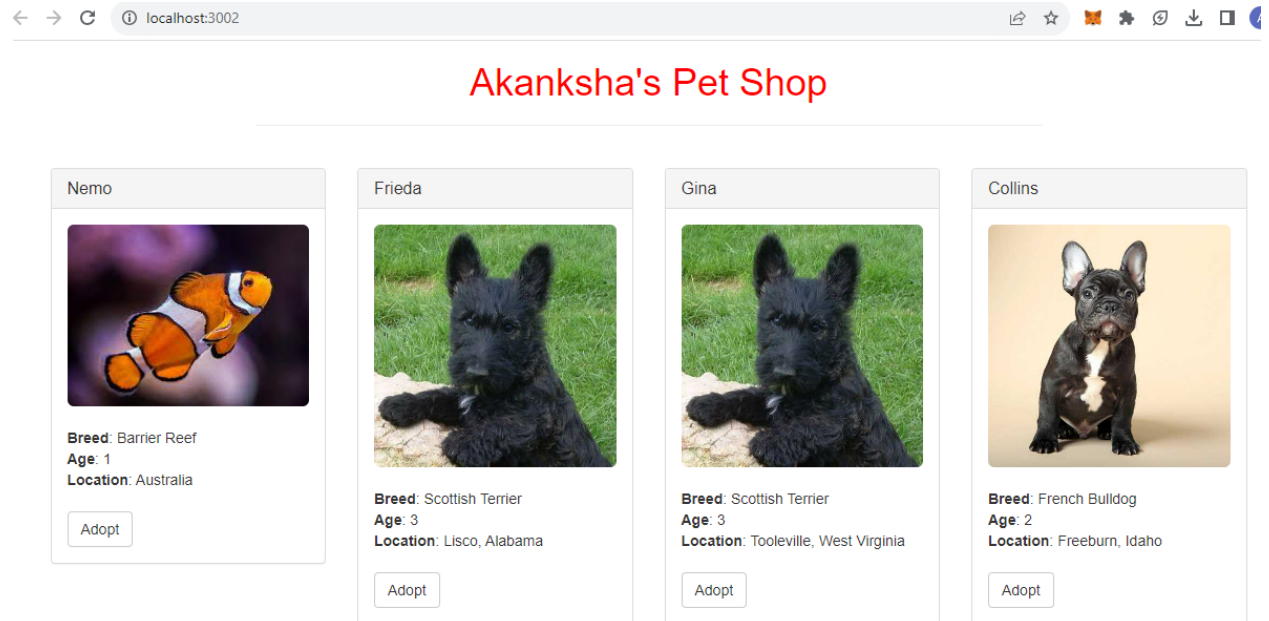 localhost:3002
Akanksha's Pet Shop
Nemo
Breed: Barrier Reef
Age: 1
Location: Australia
Adopt
Frieda
Breed: Scottish Terrier
Age: 3
Location: Lisco, Alabama
Adopt
Gina
Breed: Scottish Terrier
Age: 3
Location: Tooleville, West Virginia
Adopt
Collins
Breed: French Bulldog
Age: 2
Location: Freeburn, Idaho
Adopt